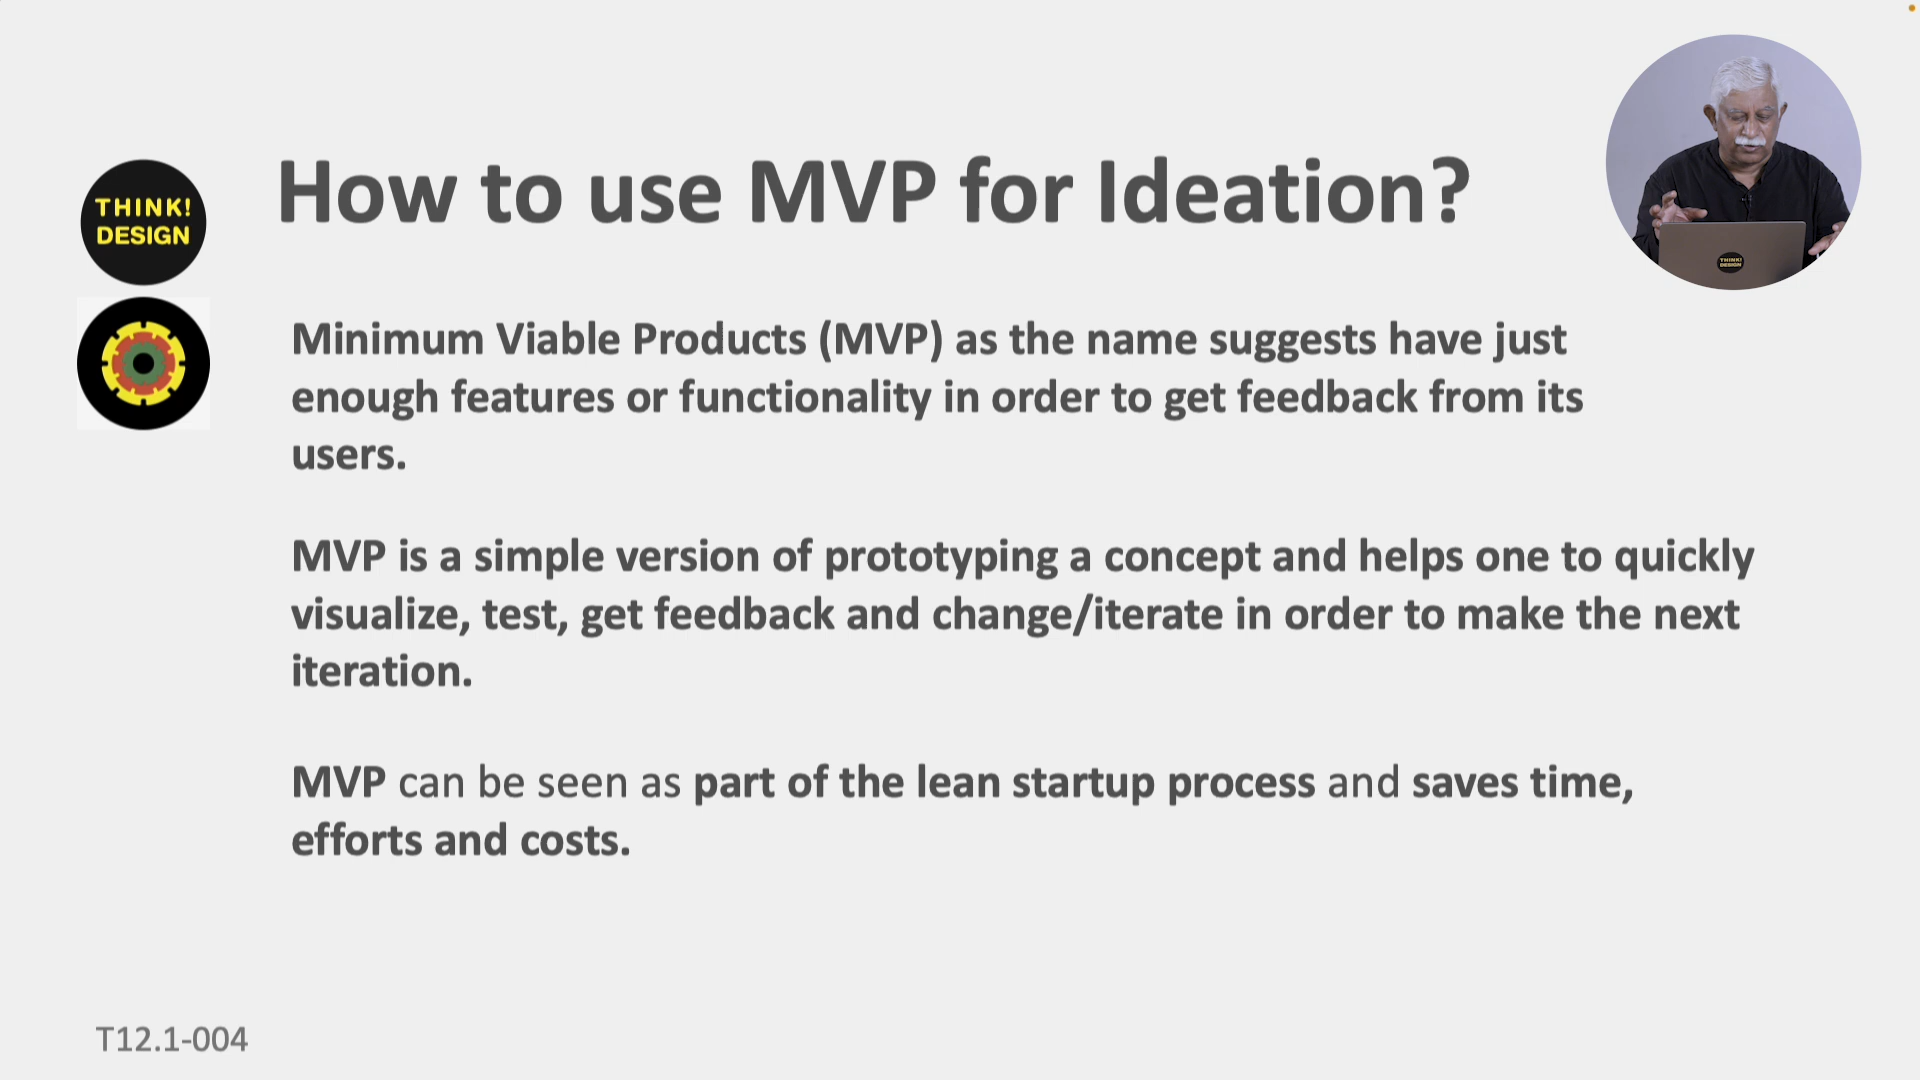 How to use MVP for Ideation?
THINK!
DESIGN
THINK!
DESIGN
Minimum Viable Products (MVP) as the name suggests have just
enough features or functionality in order to get feedback from its
users.
MVP is a simple version of prototyping a concept and helps one to quickly
visualize, test, get feedback and change/iterate in order to make the next
iteration.
MVP can be seen as part of the lean startup process and saves time,
efforts and costs.
T12.1-004